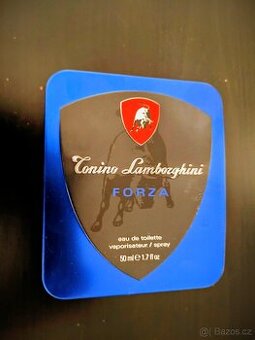 Tonino Lamborghini
FORZA
eau de toilette
vaporisateur / spray
50 ml ℮ 1.7 fl oz
Bazos.cz